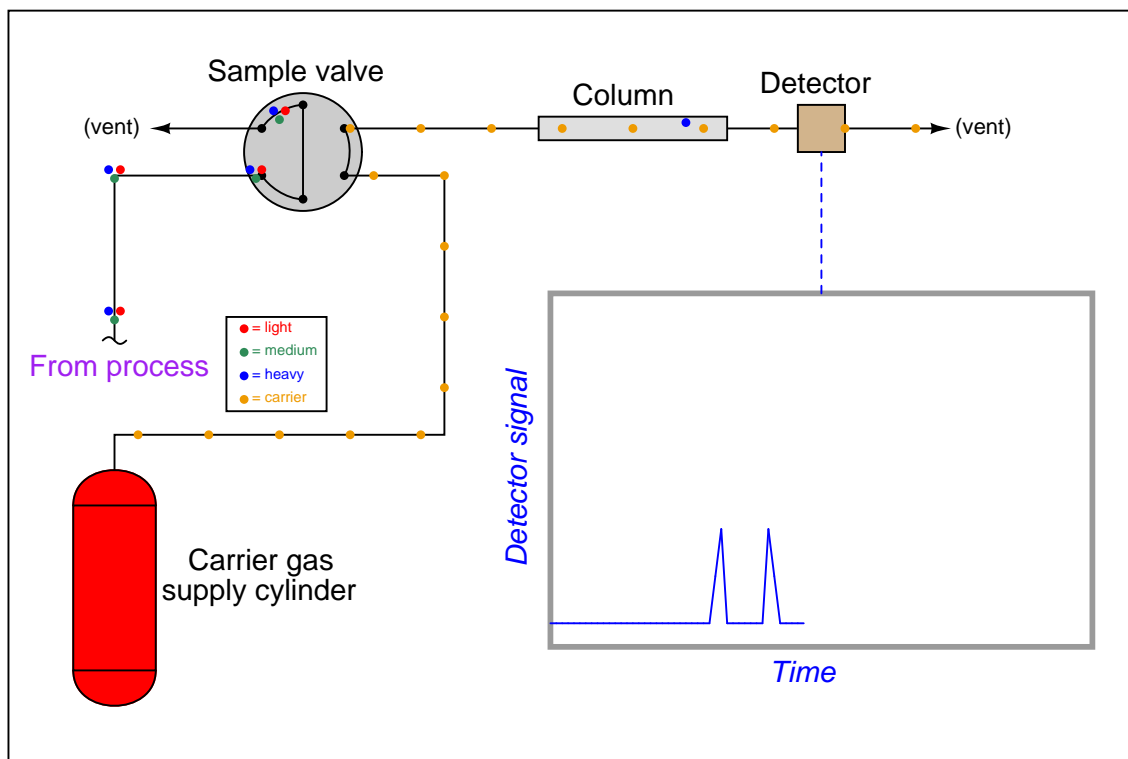 Sample valve
Column
Detector
(vent)
(vent)
From process
= light
= medium
= heavy
= carrier
Detector signal
Carrier gas
supply cylinder
Time